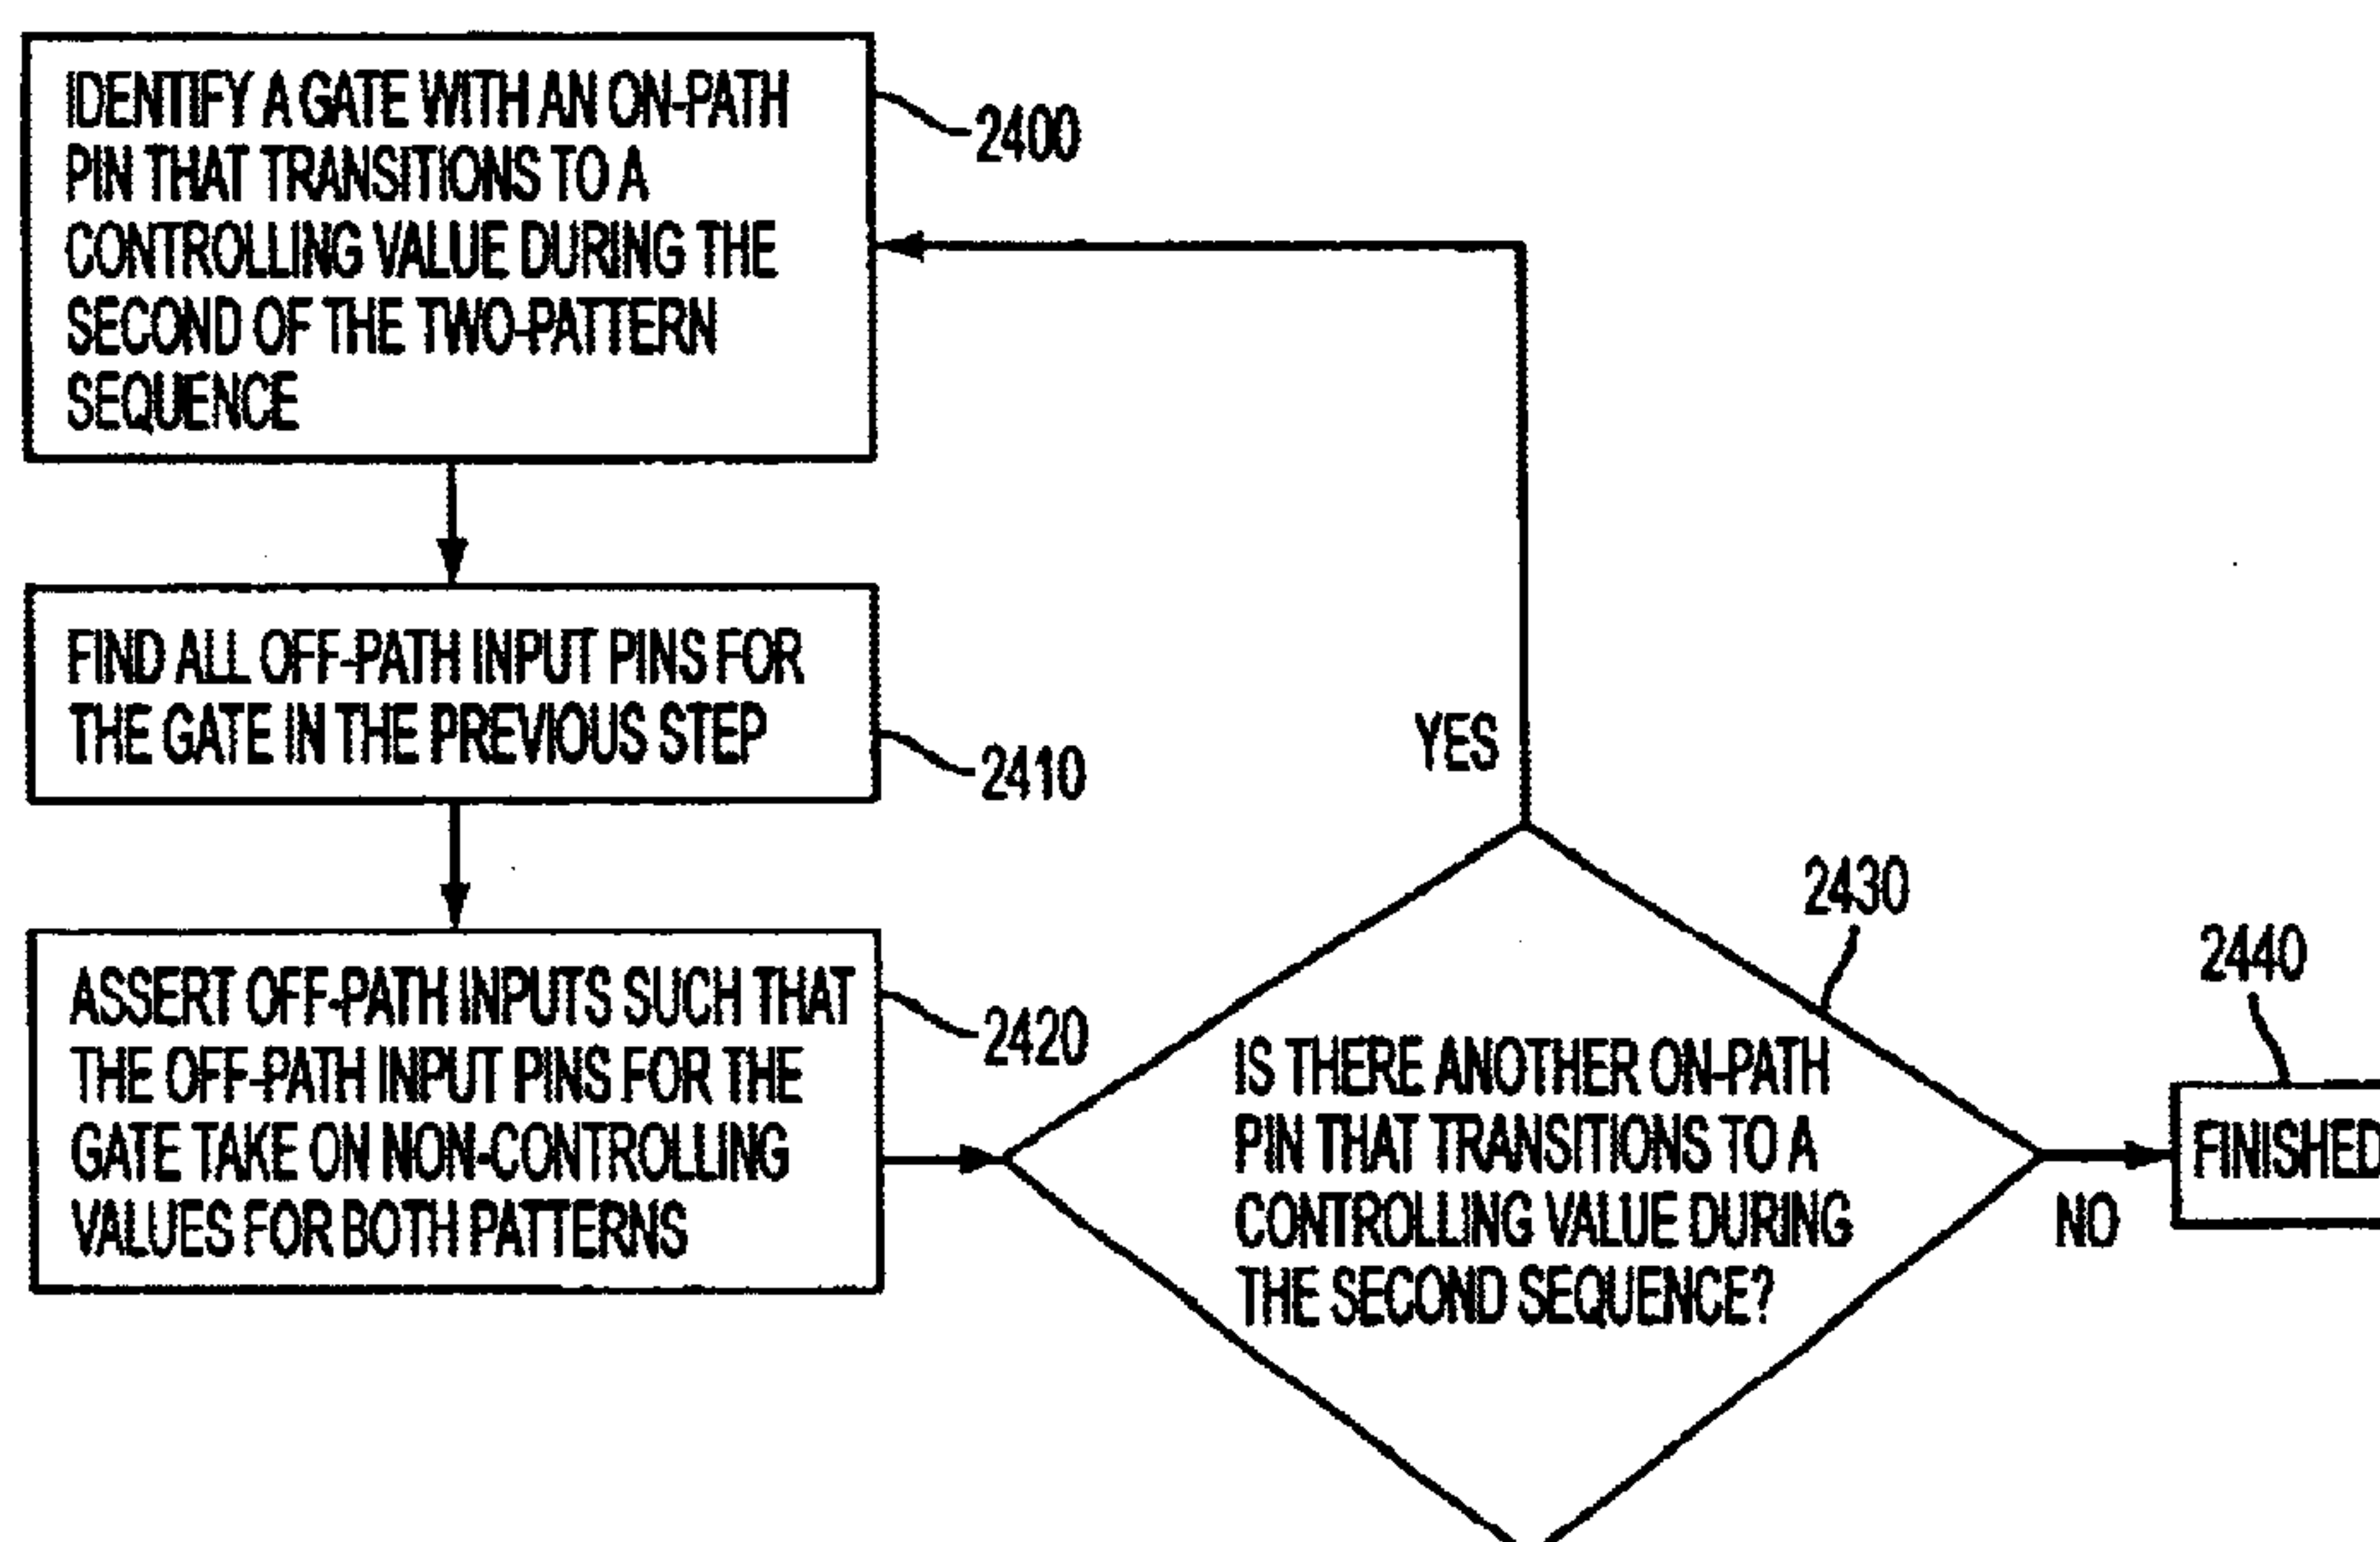 IDENTIFY A GATE WITH AN ON-PATH
PIN THAT TRANSITIONS TO A
CONTROLLING VALUE DURING THE
SECOND OF THE TWO-PATTERN
SEQUENCE
2400
FIND ALL OFF-PATH INPUT PINS FOR
THE GATE IN THE PREVIOUS STEP
2410
ASSERT OFF-PATH INPUTS SUCH THAT
THE OFF-PATH INPUT PINS FOR THE
GATE TAKE ON NON-CONTROLLING
VALUES FOR BOTH PATTERNS
2420
YES
2430
IS THERE ANOTHER ON-PATH
PIN THAT TRANSITIONS TO A
CONTROLLING VALUE DURING
THE SECOND SEQUENCE?
NO
2440
FINISHED